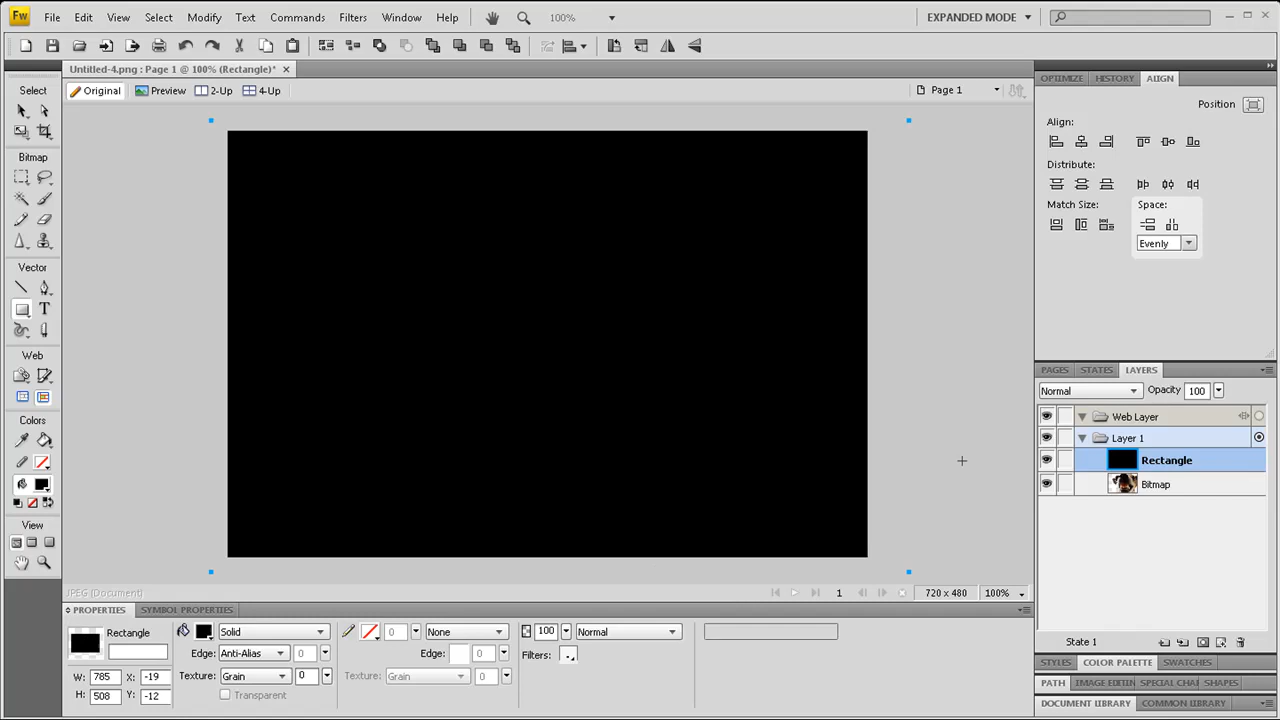 Fw File Edit View Select Modify Text Commands Filters Window Help 100% EXPANDED MODE
Untitled-4.png : Page 1 @ 100% (Rectangle)*
Original Preview 2-Up 4-Up Page 1
Select
Bitmap
Vector
T
Web
Colors
View
OPTIMIZE HISTORY ALIGN
Position
Align:
Distribute:
Match Size: Space:
Evenly
PAGES STATES LAYERS
Normal Opacity 100
Web Layer
Layer 1
Rectangle
Bitmap
State 1
STYLES COLOR PALETTE SWATCHES
PATH IMAGE EDITIN SPECIAL CHAI SHAPES
DOCUMENT LIBRARY COMMON LIBRARY
JPEG (Document) 1 720 x 480 100%
PROPERTIES SYMBOL PROPERTIES
Rectangle Solid 0 None 100 Normal
Edge: Anti-Alias 0 Edge: 0 Filters:
W: 785 X: -19 Texture: Grain 0 Texture: Grain 0
H: 508 Y: -12 Transparent